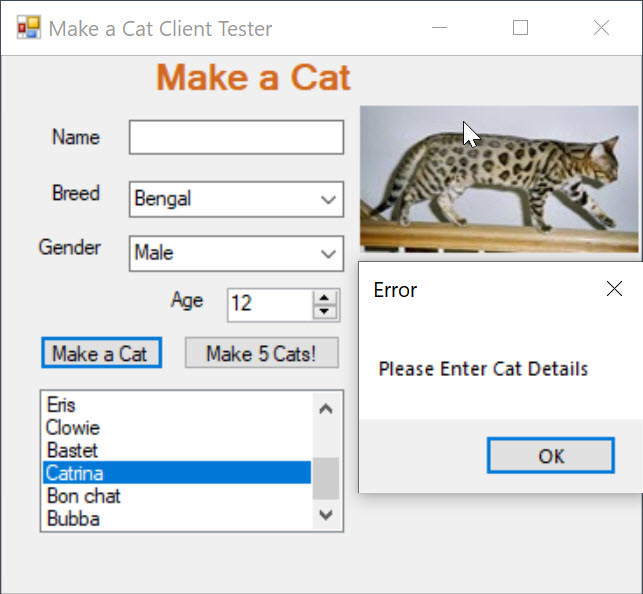 Make a Cat Client Tester
Make a Cat
Name
Breed Bengal
Gender Male
Age 12
Make a Cat Make 5 Cats!
Eris
Clowie
Bastet
Catrina
Bon chat
Bubba
Error
Please Enter Cat Details
OK